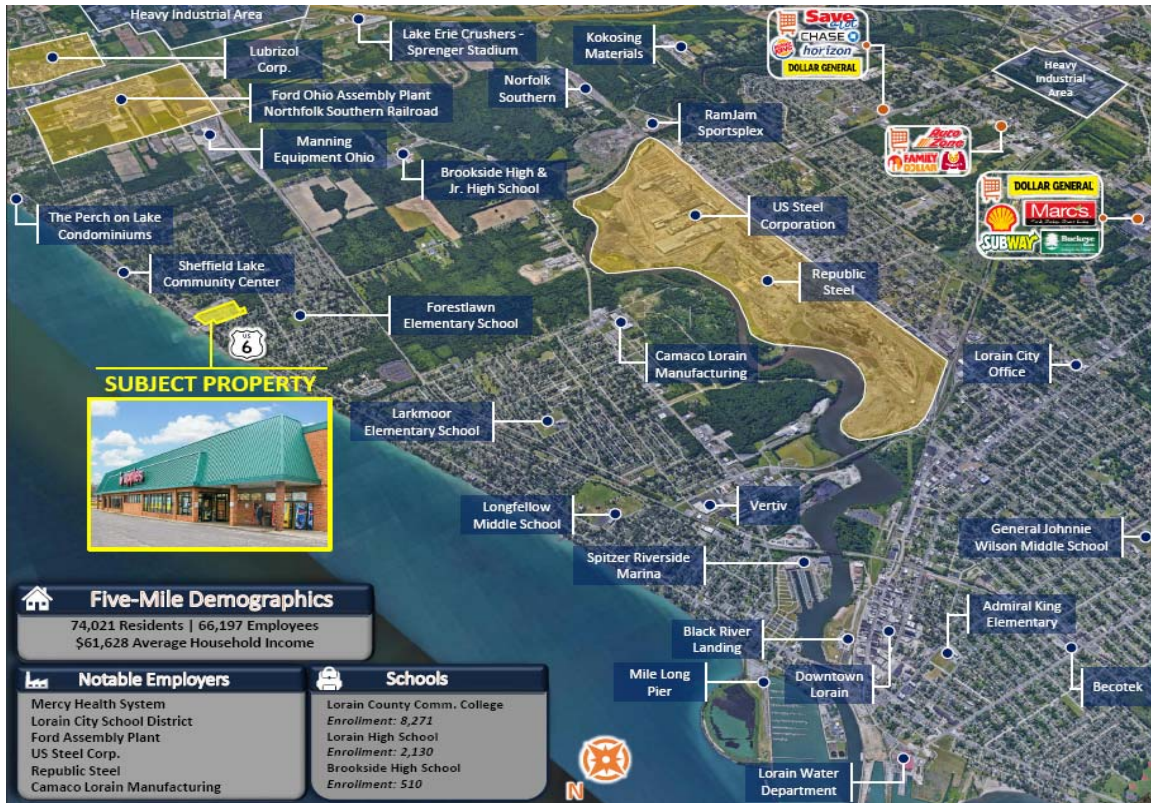 Heavy Industrial Area
Lubrizol
Corp.
Lake Erie Crushers -
Sprenger Stadium
Kokosing
Materials
Save
a lot
CHASE
BURGER
KING
horizon
DOLLAR GENERAL
Heavy
Industrial
Area
Ford Ohio Assembly Plant
Northfolk Southern Railroad
Norfolk
Southern
RamJam
Sportsplex
Auto
Zone
FAMILY
DOLLAR
Manning
Equipment Ohio
Brookside High &
Jr. High School
DOLLAR GENERAL
Marc's.
SUBWAY
Buckeye
The Perch on Lake
Condominiums
US Steel
Corporation
Sheffield Lake
Community Center
Republic
Steel
Forestlawn
Elementary School
US
6
Camaco Lorain
Manufacturing
Lorain City
Office
SUBJECT PROPERTY
Larkmoor
Elementary School
Longfellow
Middle School
Vertiv
General Johnnie
Wilson Middle School
Spitzer Riverside
Marina
Five-Mile Demographics
74,021 Residents | 66,197 Employees
$61,628 Average Household Income
Admiral King
Elementary
Black River
Landing
Mile Long
Pier
Downtown
Lorain
Becotek
Notable Employers
Mercy Health System
Lorain City School District
Ford Assembly Plant
US Steel Corp.
Republic Steel
Camaco Lorain Manufacturing
Schools
Lorain County Comm. College
Enrollment: 8,271
Lorain High School
Enrollment: 2,130
Brookside High School
Enrollment: 510
N
Lorain Water
Department